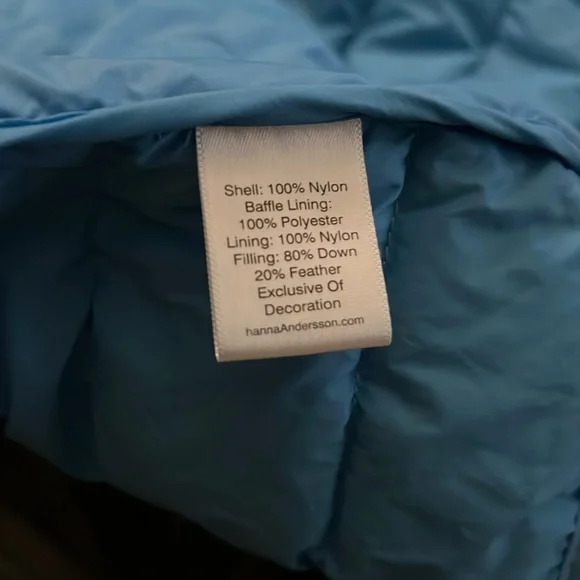 Shell: 100% Nylon
Baffle Lining:
100% Polyester
Lining: 100% Nylon
Filling: 80% Down
20% Feather
Exclusive Of
Decoration
hannaAndersson.com